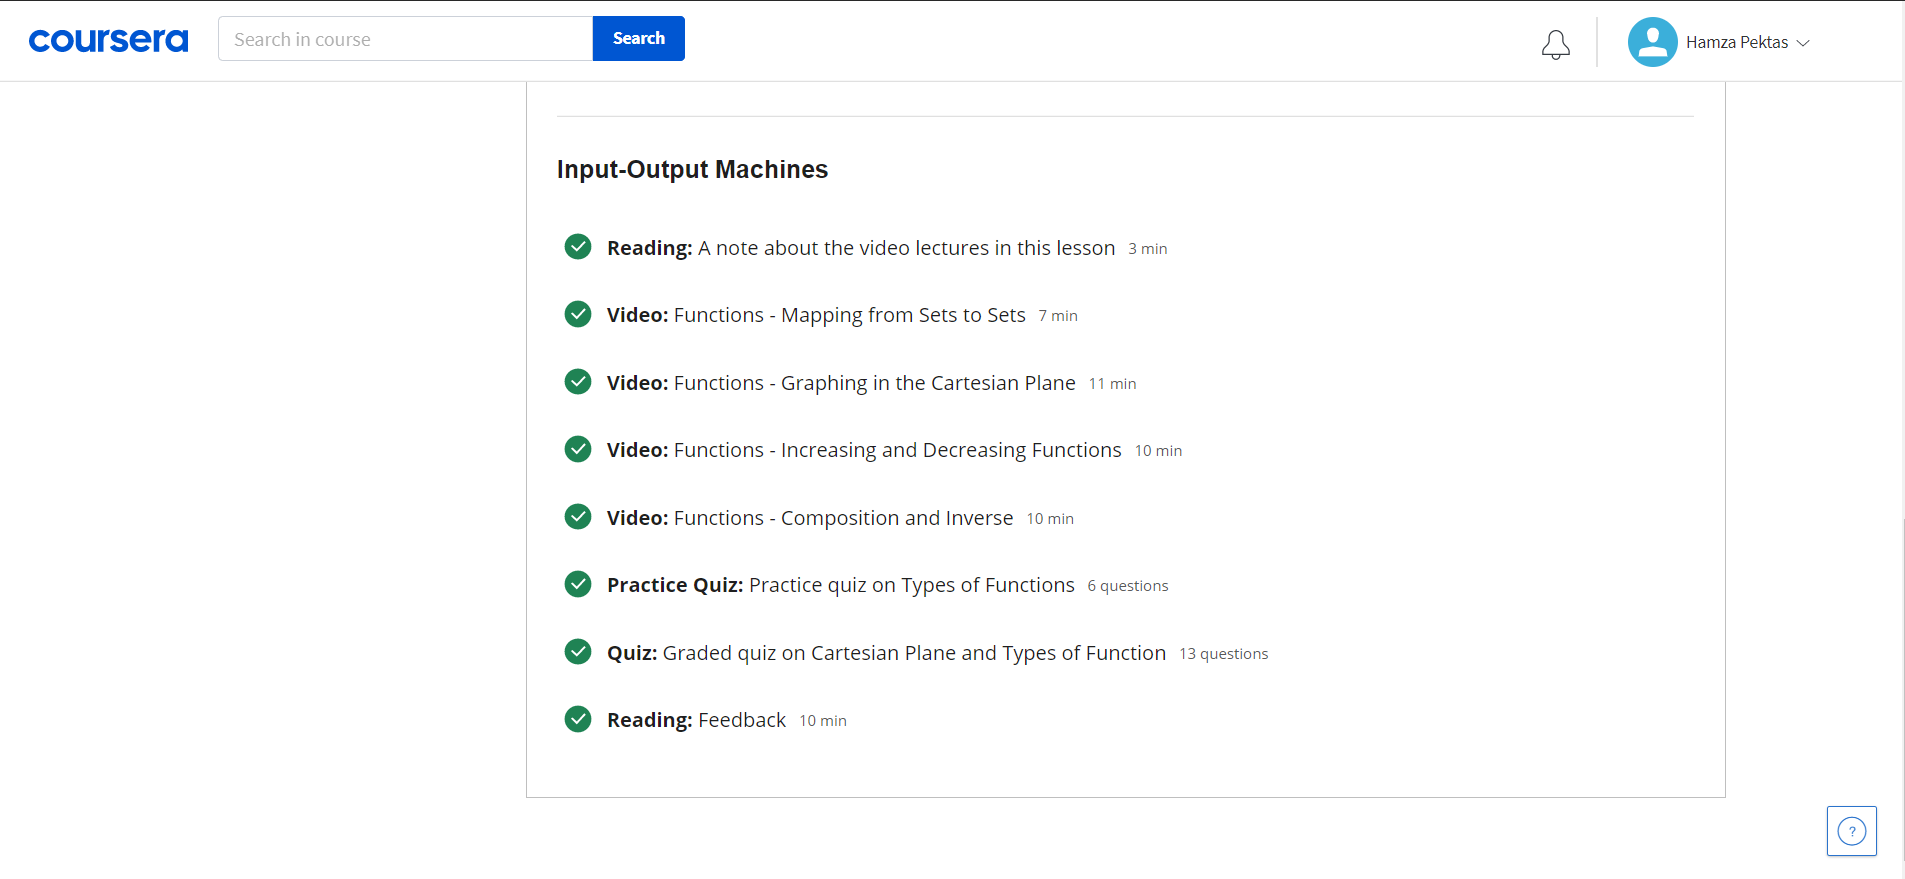 coursera
Search in course
Search
Hamza Pektas
Input-Output Machines
Reading: A note about the video lectures in this lesson 3 min
Video: Functions - Mapping from Sets to Sets 7 min
Video: Functions - Graphing in the Cartesian Plane 11 min
Video: Functions - Increasing and Decreasing Functions 10 min
Video: Functions - Composition and Inverse 10 min
Practice Quiz: Practice quiz on Types of Functions 6 questions
Quiz: Graded quiz on Cartesian Plane and Types of Function 13 questions
Reading: Feedback 10 min
?